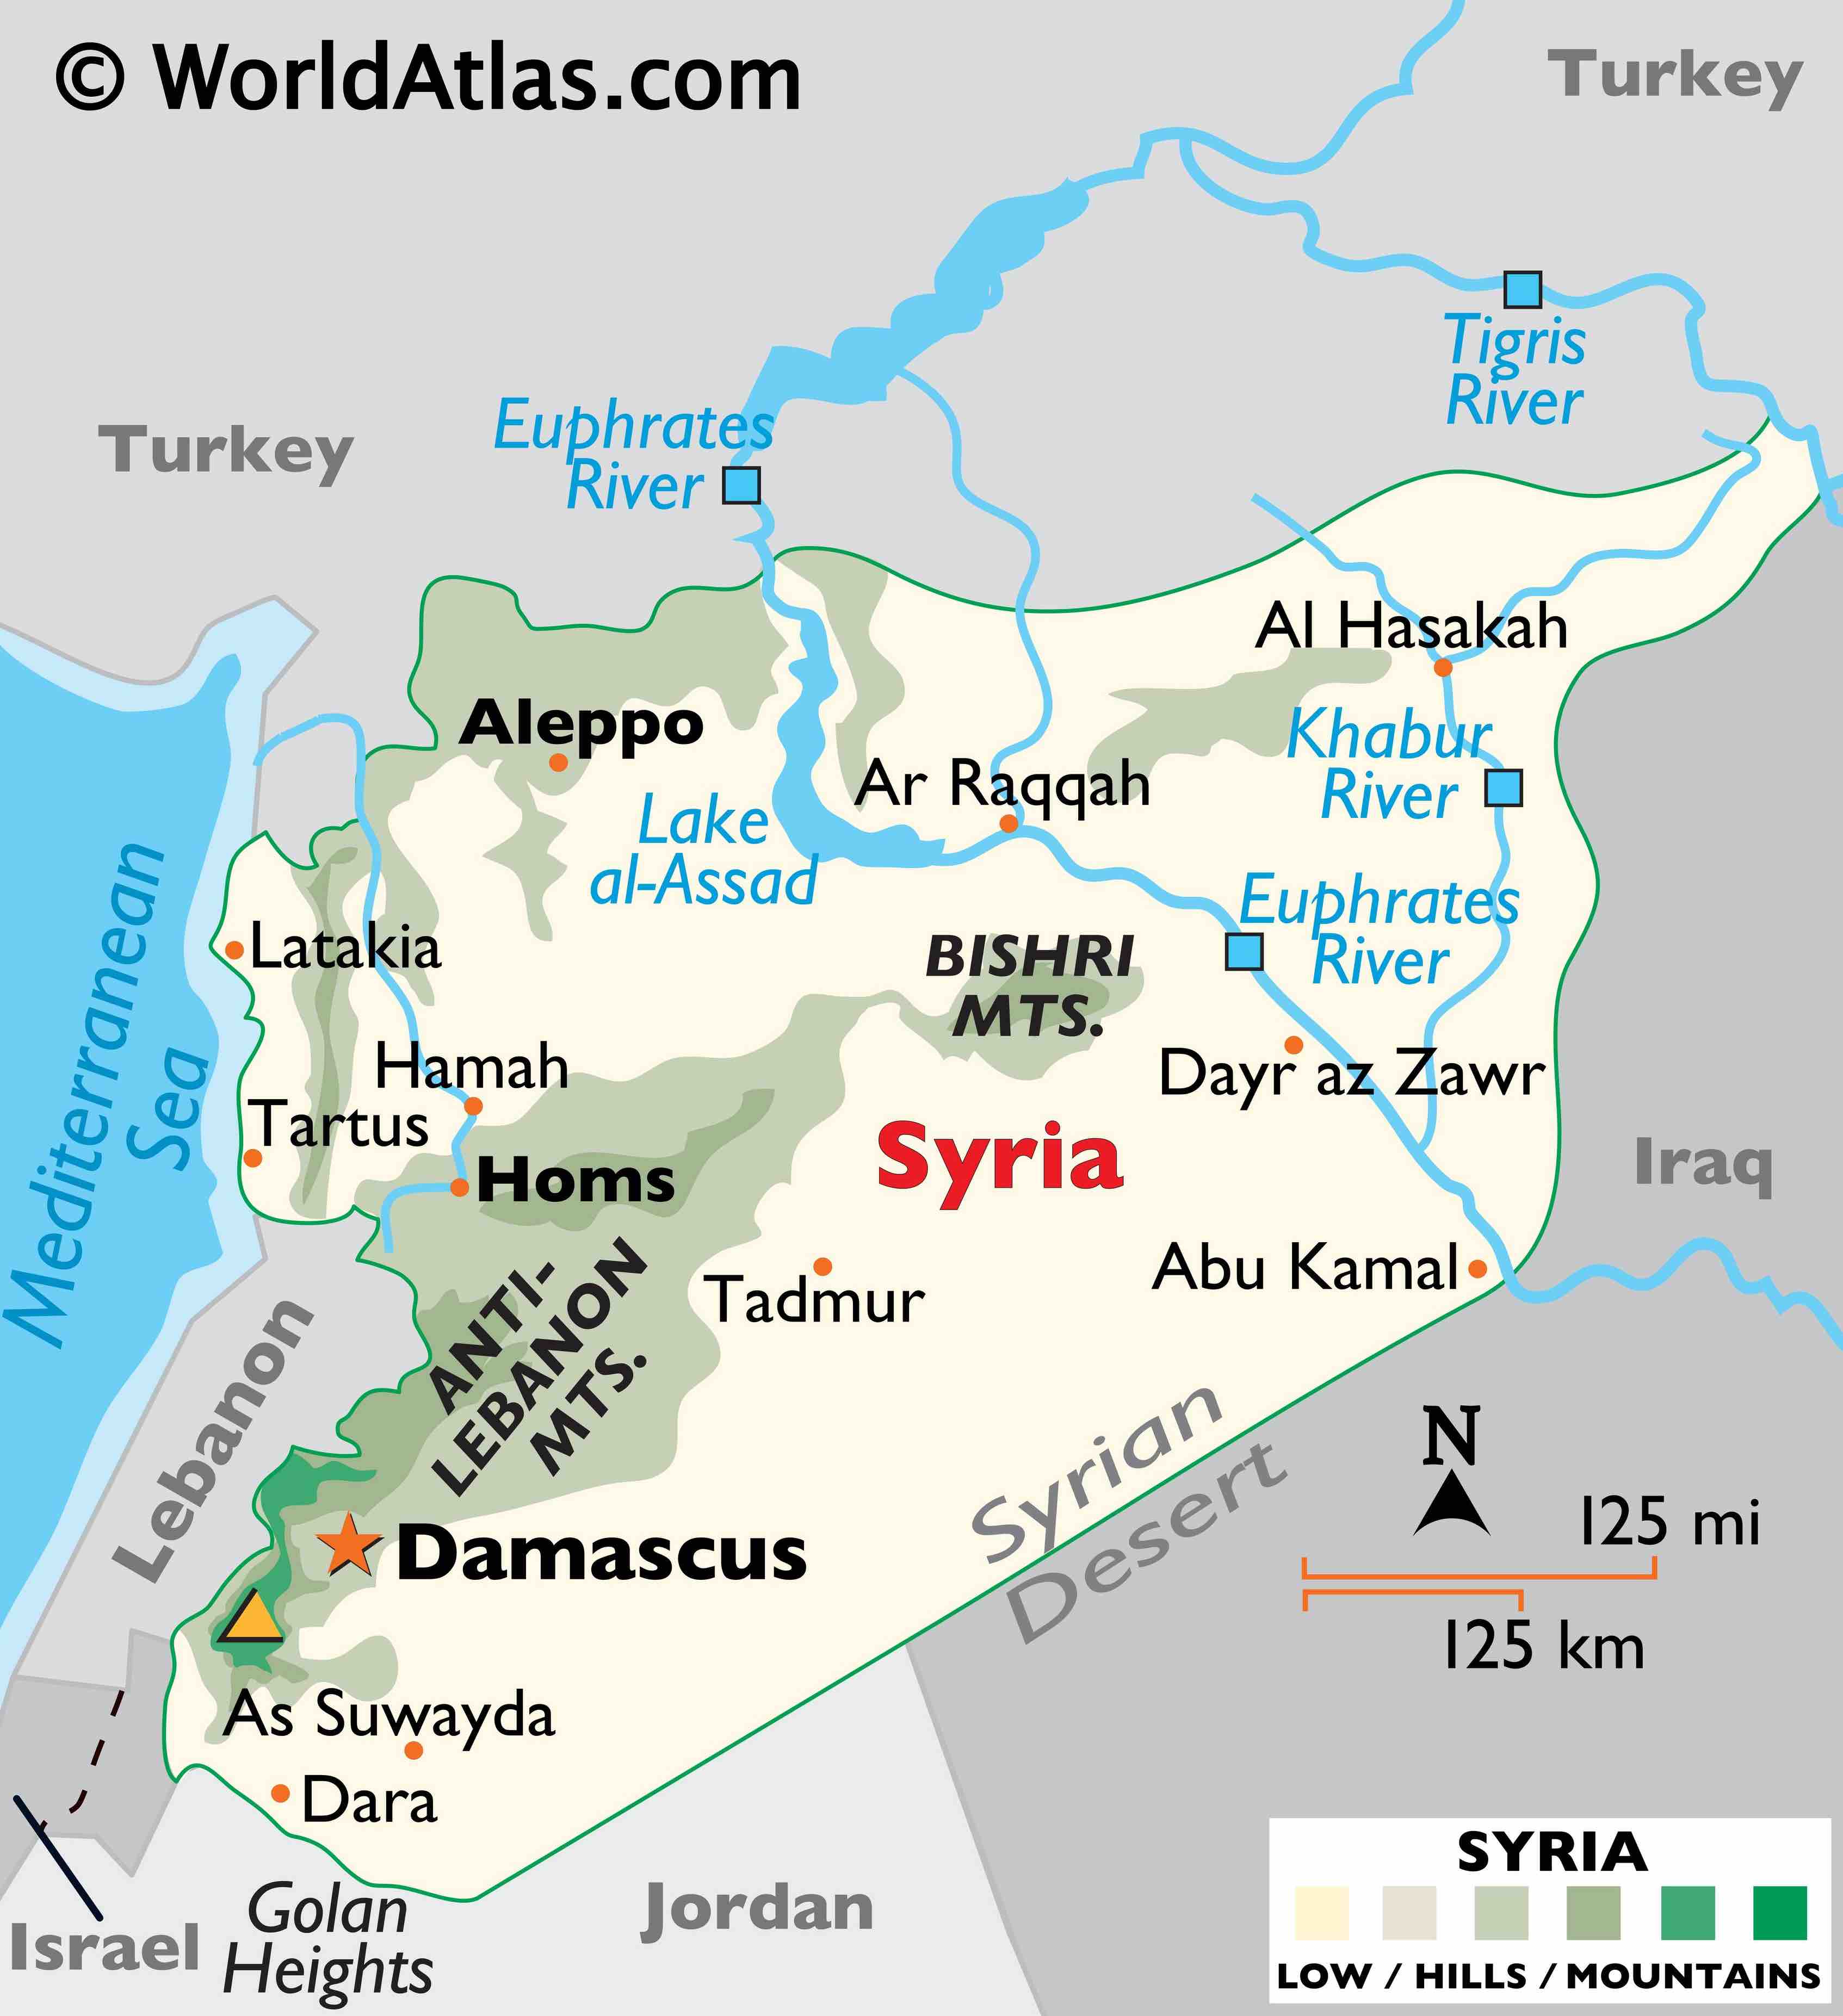 © WorldAtlas.com
Turkey
Tigris
River
Euphrates
River
Turkey
Al Hasakah
Aleppo
Khabur
River
Ar Raqqah
Lake
al-Assad
Mediterranean
Sea
Euphrates
River
Latakia
BISHRI
MTS.
Hamah
Dayr az Zawr
Tartus
Syria
Homs
Iraq
Abu Kamal
Tadmur
ANTI-
LEBANON
MTS.
Lebanon
Syrian
Desert
N
125 mi
125 km
Damascus
As Suwayda
Dara
Golan
Heights
Israel
Jordan
SYRIA
LOW / HILLS / MOUNTAINS